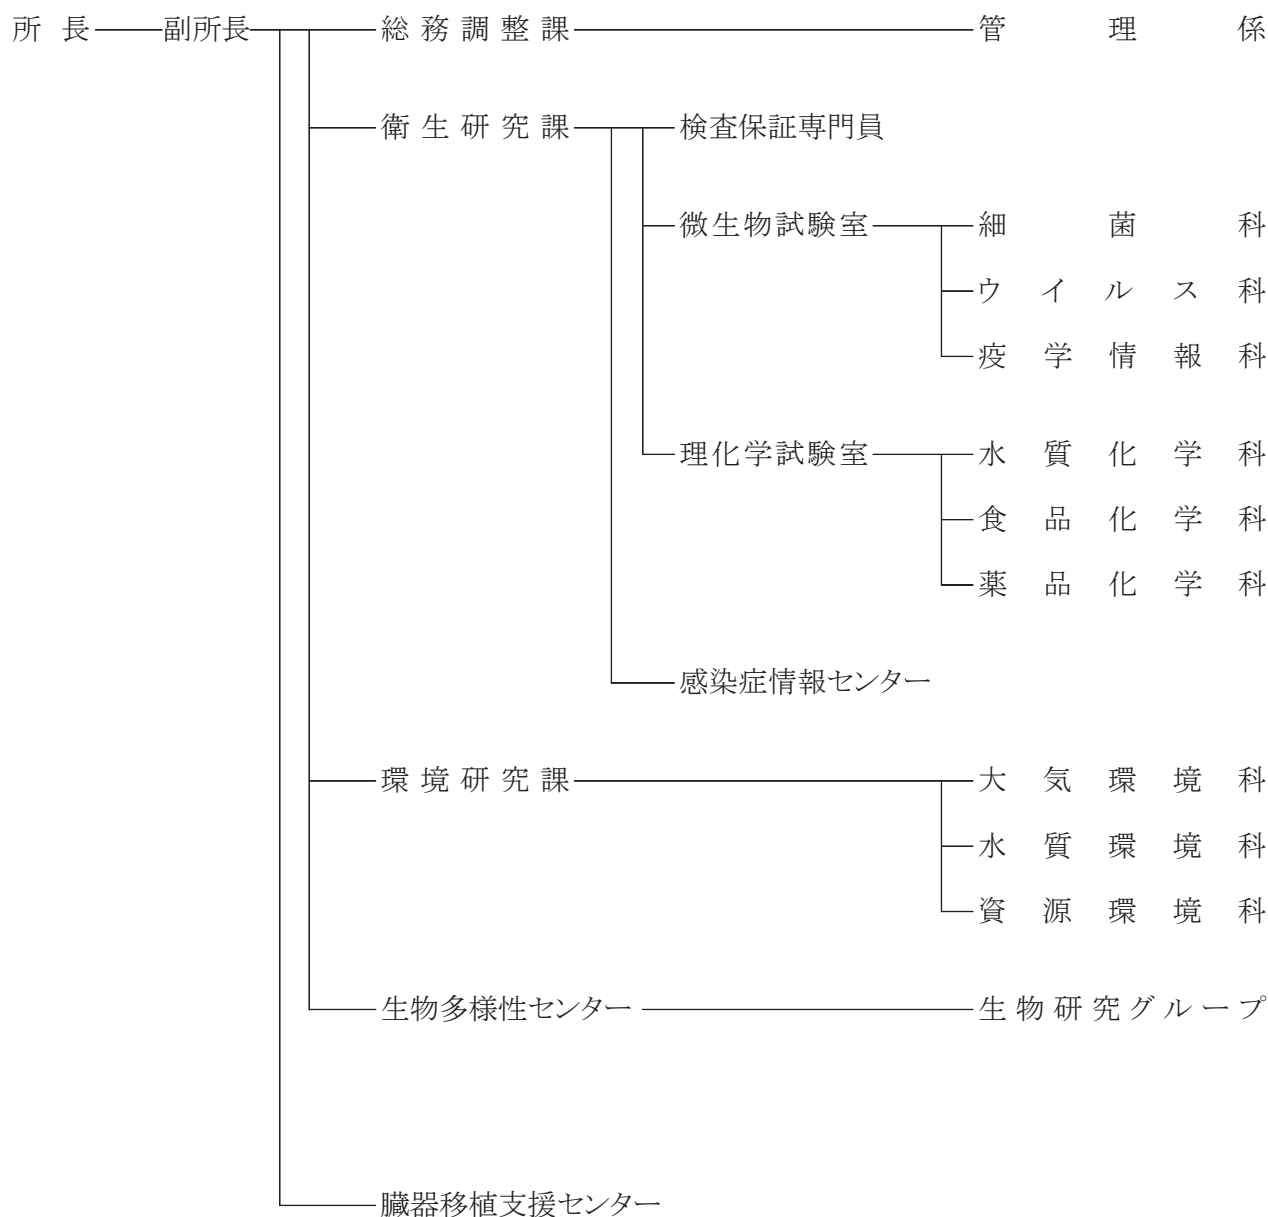 所長 副所長 総務調整課 管理係
衛生研究課 検査保証専門員
微生物試験室 細菌科
ウイルス科
疫学情報科
理化学試験室 水質化学科
食品化学科
薬品化学科
感染症情報センター
環境研究課 大気環境科
水質環境科
資源環境科
生物多様性センター 生物研究グループ
臓器移植支援センター